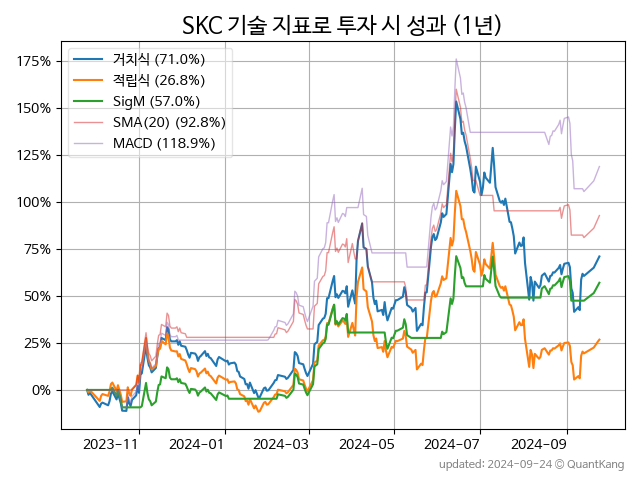 SKC 기술 지표로 투자 시 성과 (1년)
거치식 (71.0%)
적립식 (26.8%)
SigM (57.0%)
SMA(20) (92.8%)
MACD (118.9%)
175%
150%
125%
100%
75%
50%
25%
0%
2023-11 2024-01 2024-03 2024-05 2024-07 2024-09
updated: 2024-09-24 © QuantKang